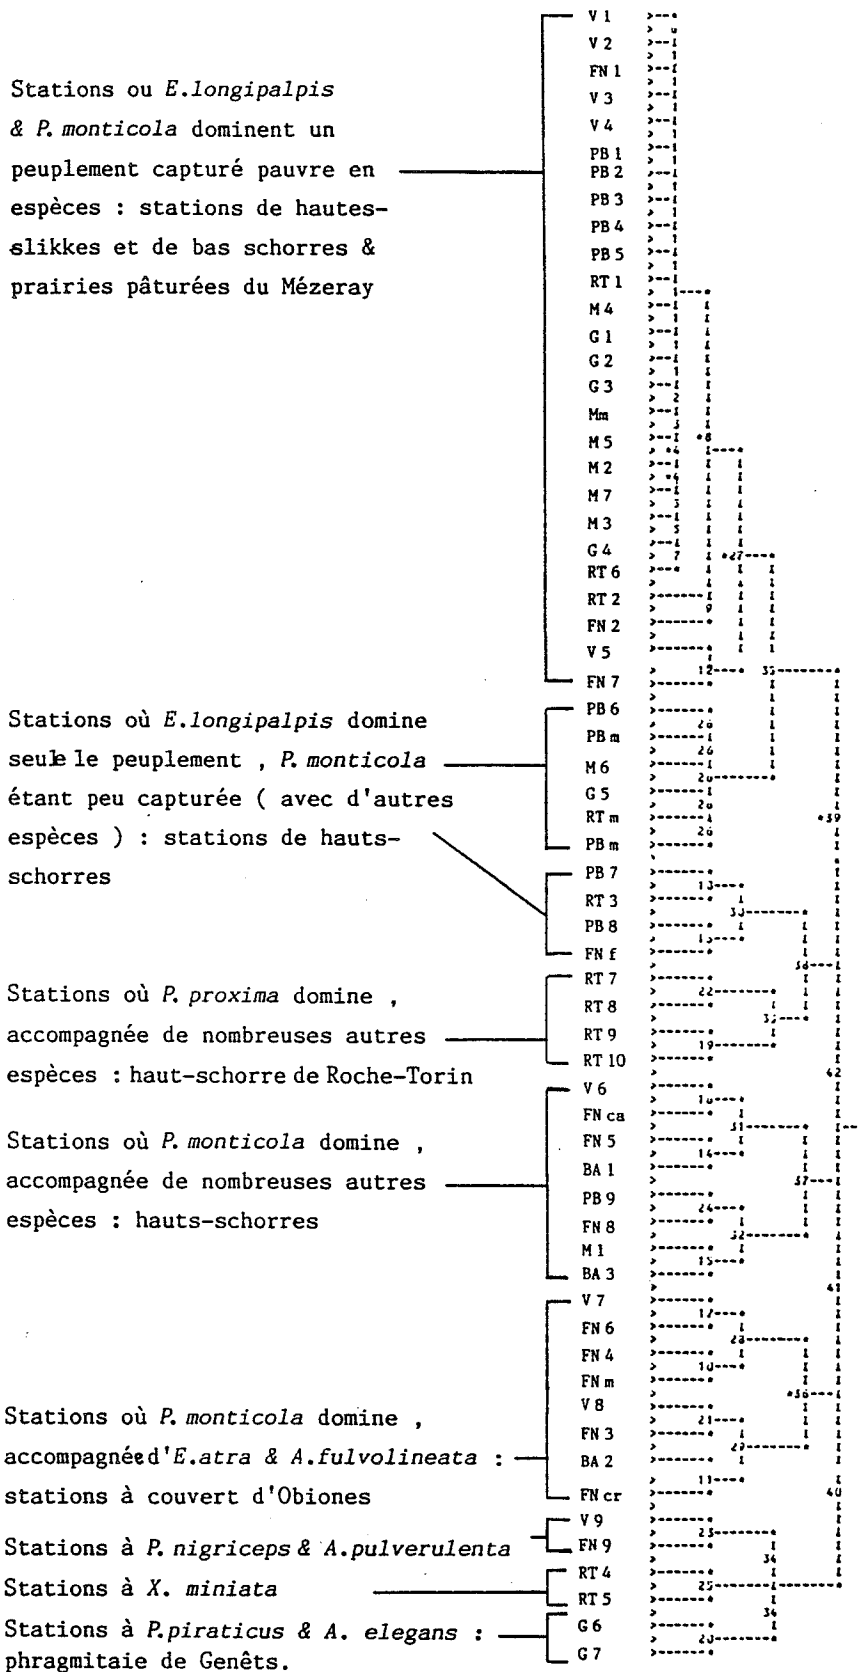 Stations ou E.longipalpis
& P. monticola dominent un
peuplement capturé pauvre en
espèces : stations de hautes-
slikkes et de bas schorres &
prairies pâturées du Mézeray
Stations où E.longipalpis domine
seule le peuplement , P. monticola
étant peu capturée ( avec d'autres
espèces ) : stations de hauts-
schorres
Stations où P. proxima domine ,
accompagnée de nombreuses autres
espèces : haut-schorre de Roche-Torin
Stations où P. monticola domine ,
accompagnée de nombreuses autres
espèces : hauts-schorres
Stations où P. monticola domine ,
accompagnée d'E.atra & A.fulvolineata :
stations à couvert d'Obiones
Stations à P. nigriceps & A.pulverulenta
Stations à X. miniata
Stations à P.piraticus & A. elegans :
phragmitaie de Genêts.
V 1
V 2
FN 1
V 3
V 4
PB 1
PB 2
PB 3
PB 4
PB 5
RT 1
M 4
G 1
G 2
G 3
Mm
M 5
M 2
M 7
M 3
G 4
RT 6
RT 2
FN 2
V 5
FN 7
PB 6
PB m
M 6
G 5
RT m
PB m
PB 7
RT 3
PB 8
FN f
RT 7
RT 8
RT 9
RT 10
V 6
FN ca
FN 5
BA 1
PB 9
FN 8
M 1
BA 3
V 7
FN 6
FN 4
FN m
V 8
FN 3
BA 2
FN cr
V 9
FN 9
RT 4
RT 5
G 6
G 7